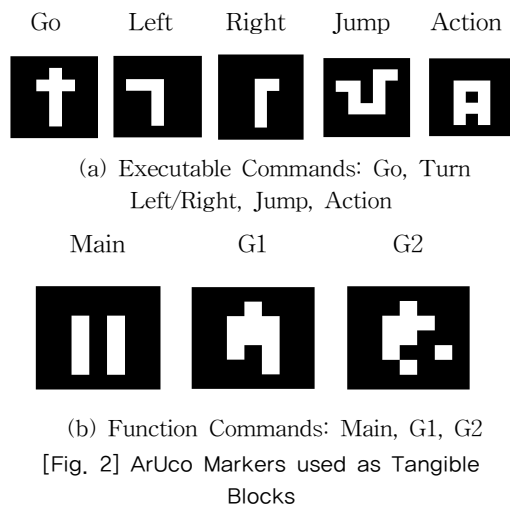 Go Left Right Jump Action
(a) Executable Commands: Go, Turn
Left/Right, Jump, Action
Main G1 G2
(b) Function Commands: Main, G1, G2
[Fig. 2] ArUco Markers used as Tangible
Blocks